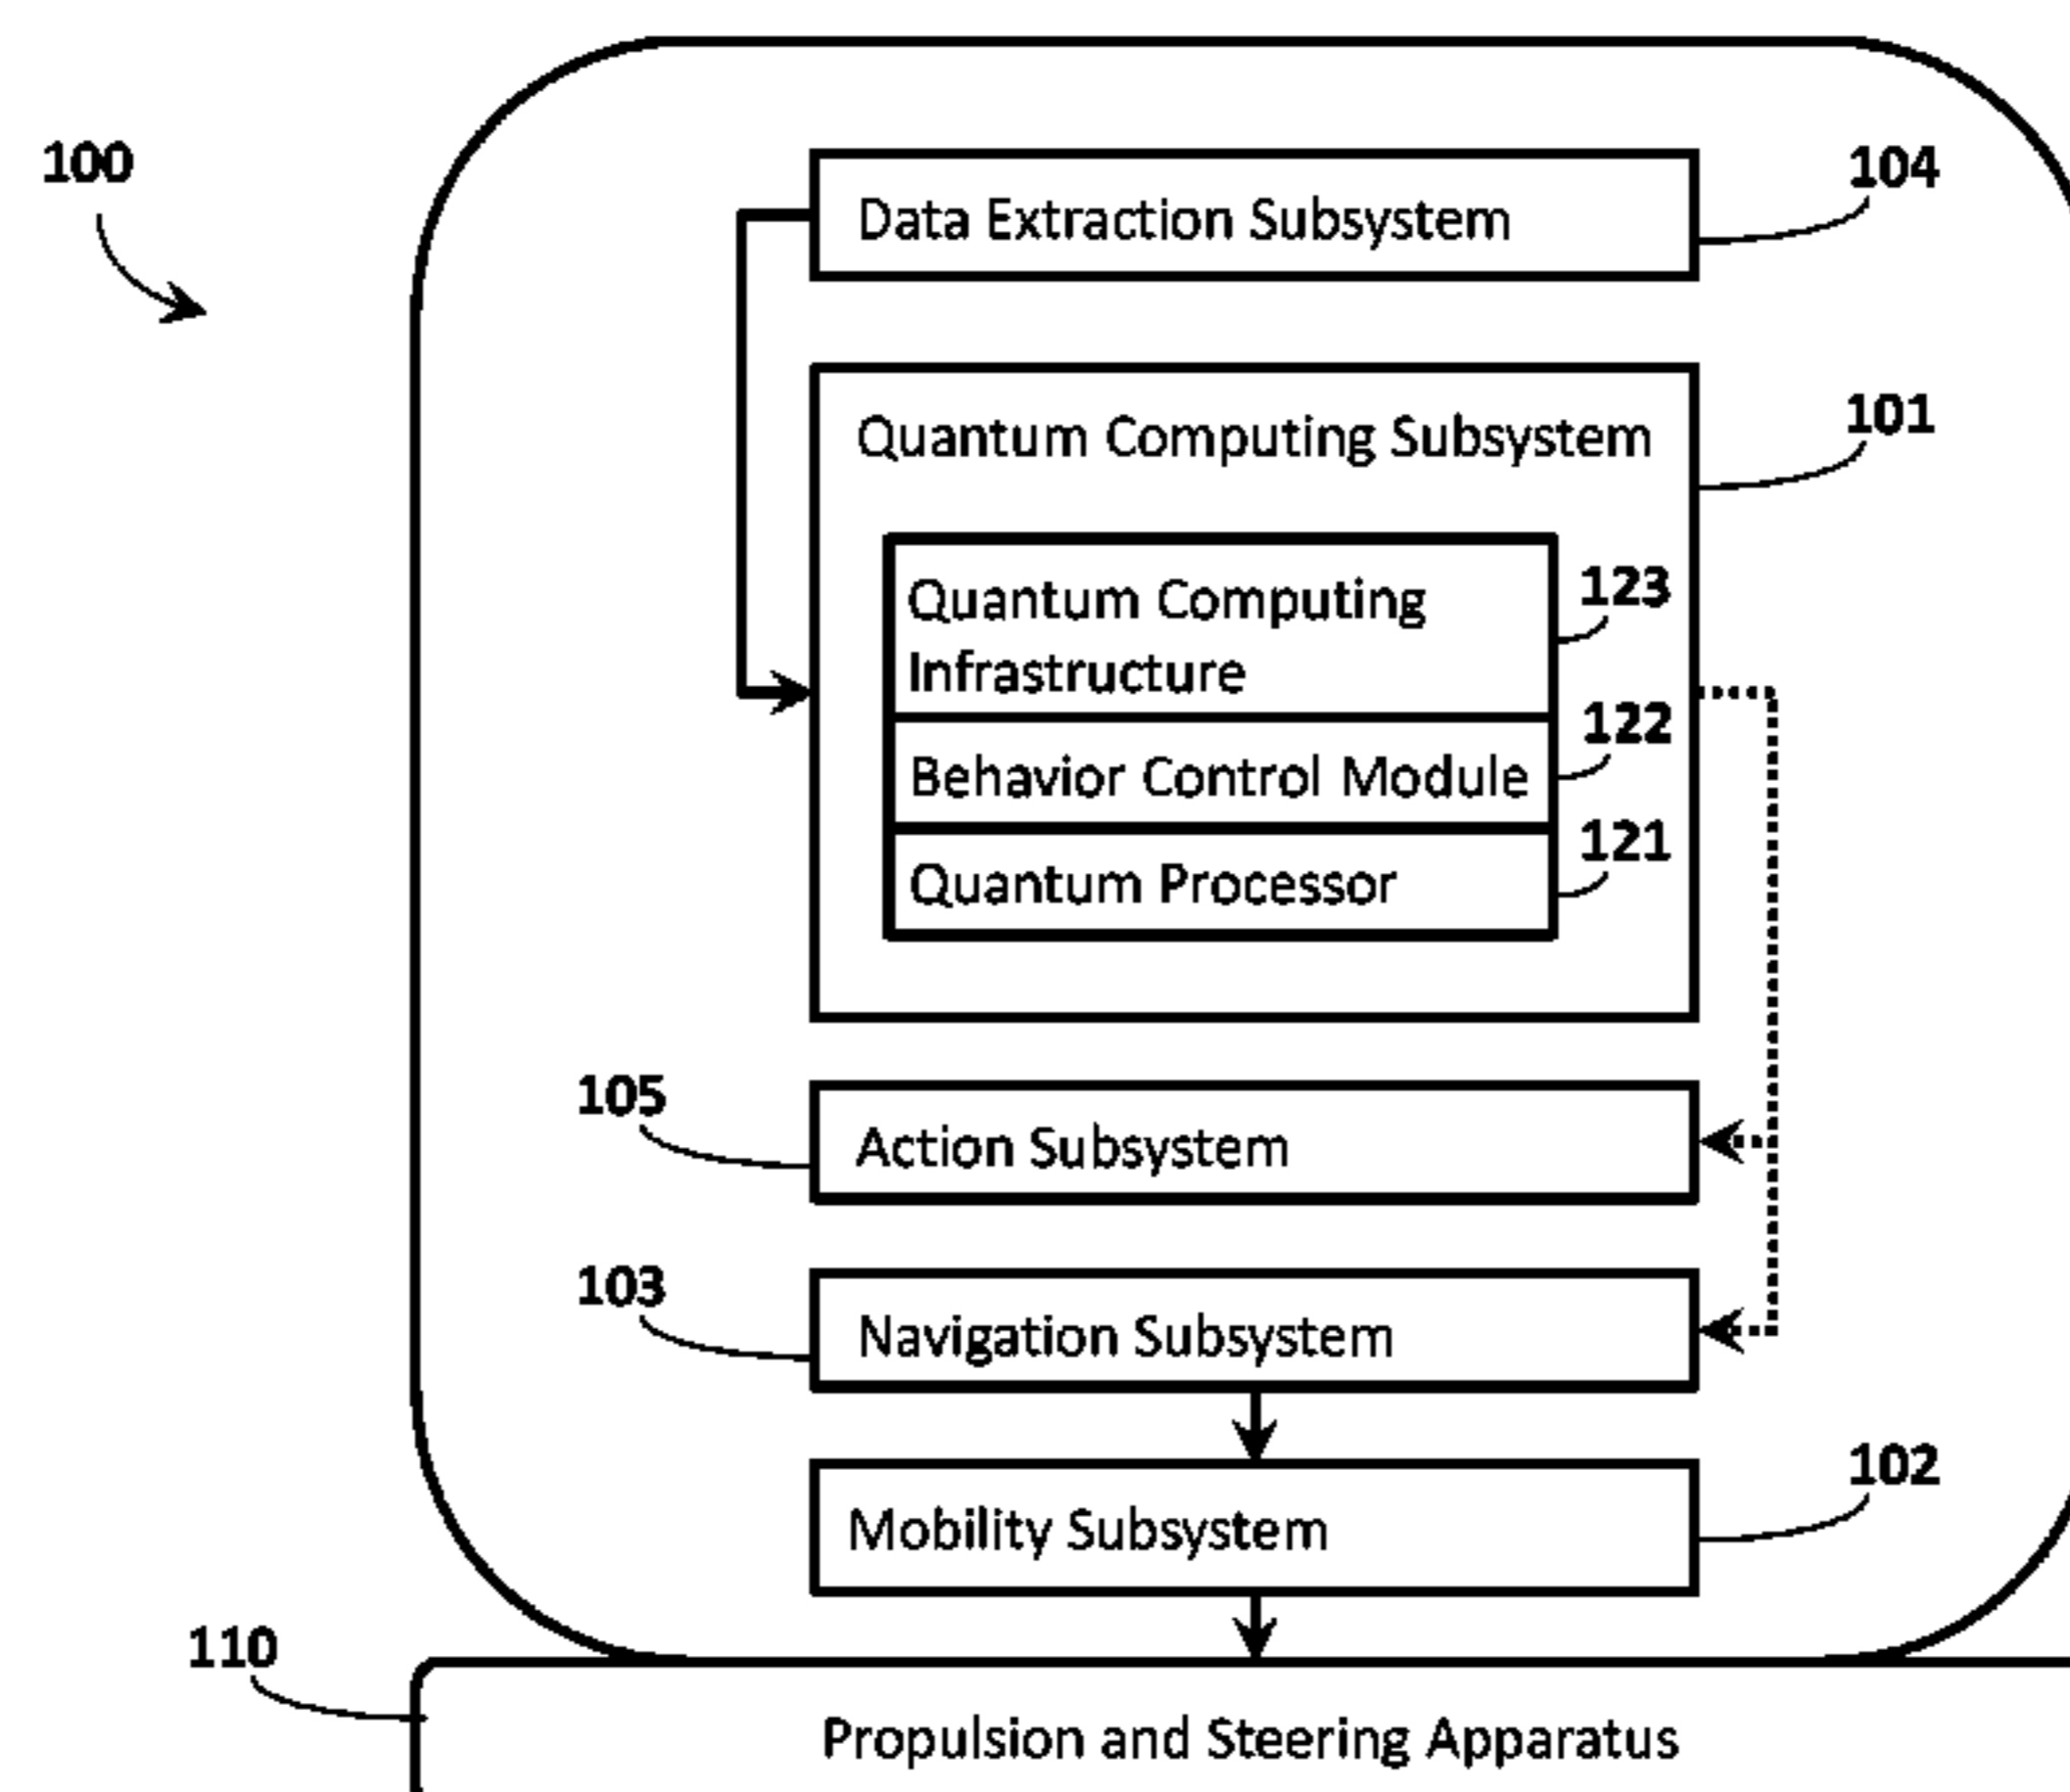 100
104
Data Extraction Subsystem
101
Quantum Computing Subsystem
123
Quantum Computing
Infrastructure
122
Behavior Control Module
121
Quantum Processor
105
Action Subsystem
103
Navigation Subsystem
102
Mobility Subsystem
110
Propulsion and Steering Apparatus